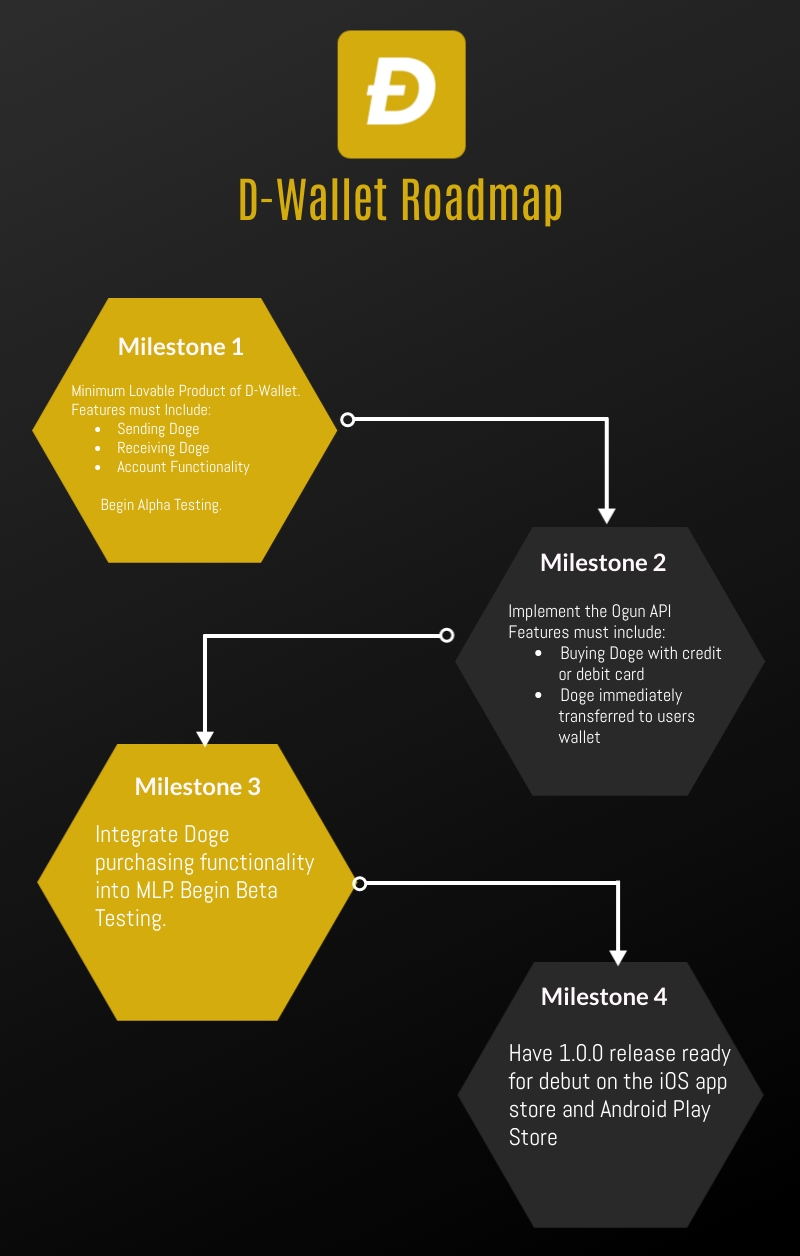 Đ
D-Wallet Roadmap
Milestone 1
Minimum Lovable Product of D-Wallet.
Features must Include:
• Sending Doge
• Receiving Doge
• Account Functionality
Begin Alpha Testing.
Milestone 2
Implement the Ogun API
Features must include:
• Buying Doge with credit
or debit card
• Doge immediately
transferred to users
wallet
Milestone 3
Integrate Doge
purchasing functionality
into MLP. Begin Beta
Testing.
Milestone 4
Have 1.0.0 release ready
for debut on the iOS app
store and Android Play
Store